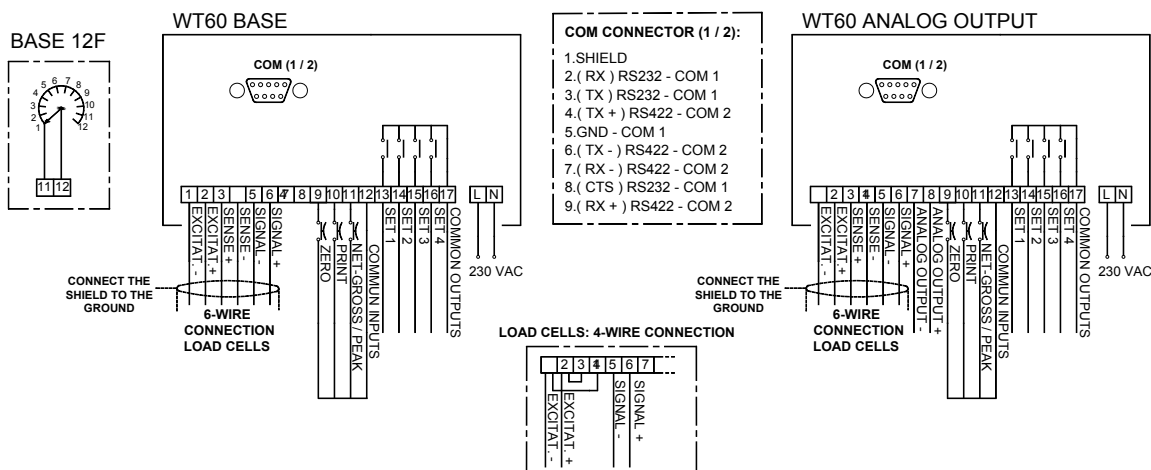 WT60 BASE
WT60 ANALOG OUTPUT
BASE 12F
1
2
3
4
5
6
7
8
9
10
11
12
11 12
COM (1 / 2)
1 2 3 5 6 7 8 9 10 11 12 13 14 15 16 17
L N
EXCITAT. -
EXCITAT. +
SENSE +
SENSE -
SIGNAL -
SIGNAL +
ZERO
PRINT
NET-GROSS / PEAK
COMMUN INPUTS
SET 1
SET 2
SET 3
SET 4
COMMON OUTPUTS
230 VAC
CONNECT THE
SHIELD TO THE
GROUND
6-WIRE
CONNECTION
LOAD CELLS
COM CONNECTOR (1 / 2):
1.SHIELD
2.( RX ) RS232 - COM 1
3.( TX ) RS232 - COM 1
4.( TX + ) RS422 - COM 2
5.GND - COM 1
6.( TX - ) RS422 - COM 2
7.( RX - ) RS422 - COM 2
8.( CTS ) RS232 - COM 1
9.( RX + ) RS422 - COM 2
LOAD CELLS: 4-WIRE CONNECTION
2 3 5 6 7
EXCITAT. -
EXCITAT. +
SIGNAL -
SIGNAL +
COM (1 / 2)
2 3 5 6 7 8 9 10 11 12 13 14 15 16 17
L N
EXCITAT. -
EXCITAT. +
SENSE +
SENSE -
SIGNAL -
SIGNAL +
ANALOG OUTPUT -
ANALOG OUTPUT +
ZERO
PRINT
NET-GROSS / PEAK
COMMUN INPUTS
SET 1
SET 2
SET 3
SET 4
COMMON OUTPUTS
230 VAC
CONNECT THE
SHIELD TO THE
GROUND
6-WIRE
CONNECTION
LOAD CELLS